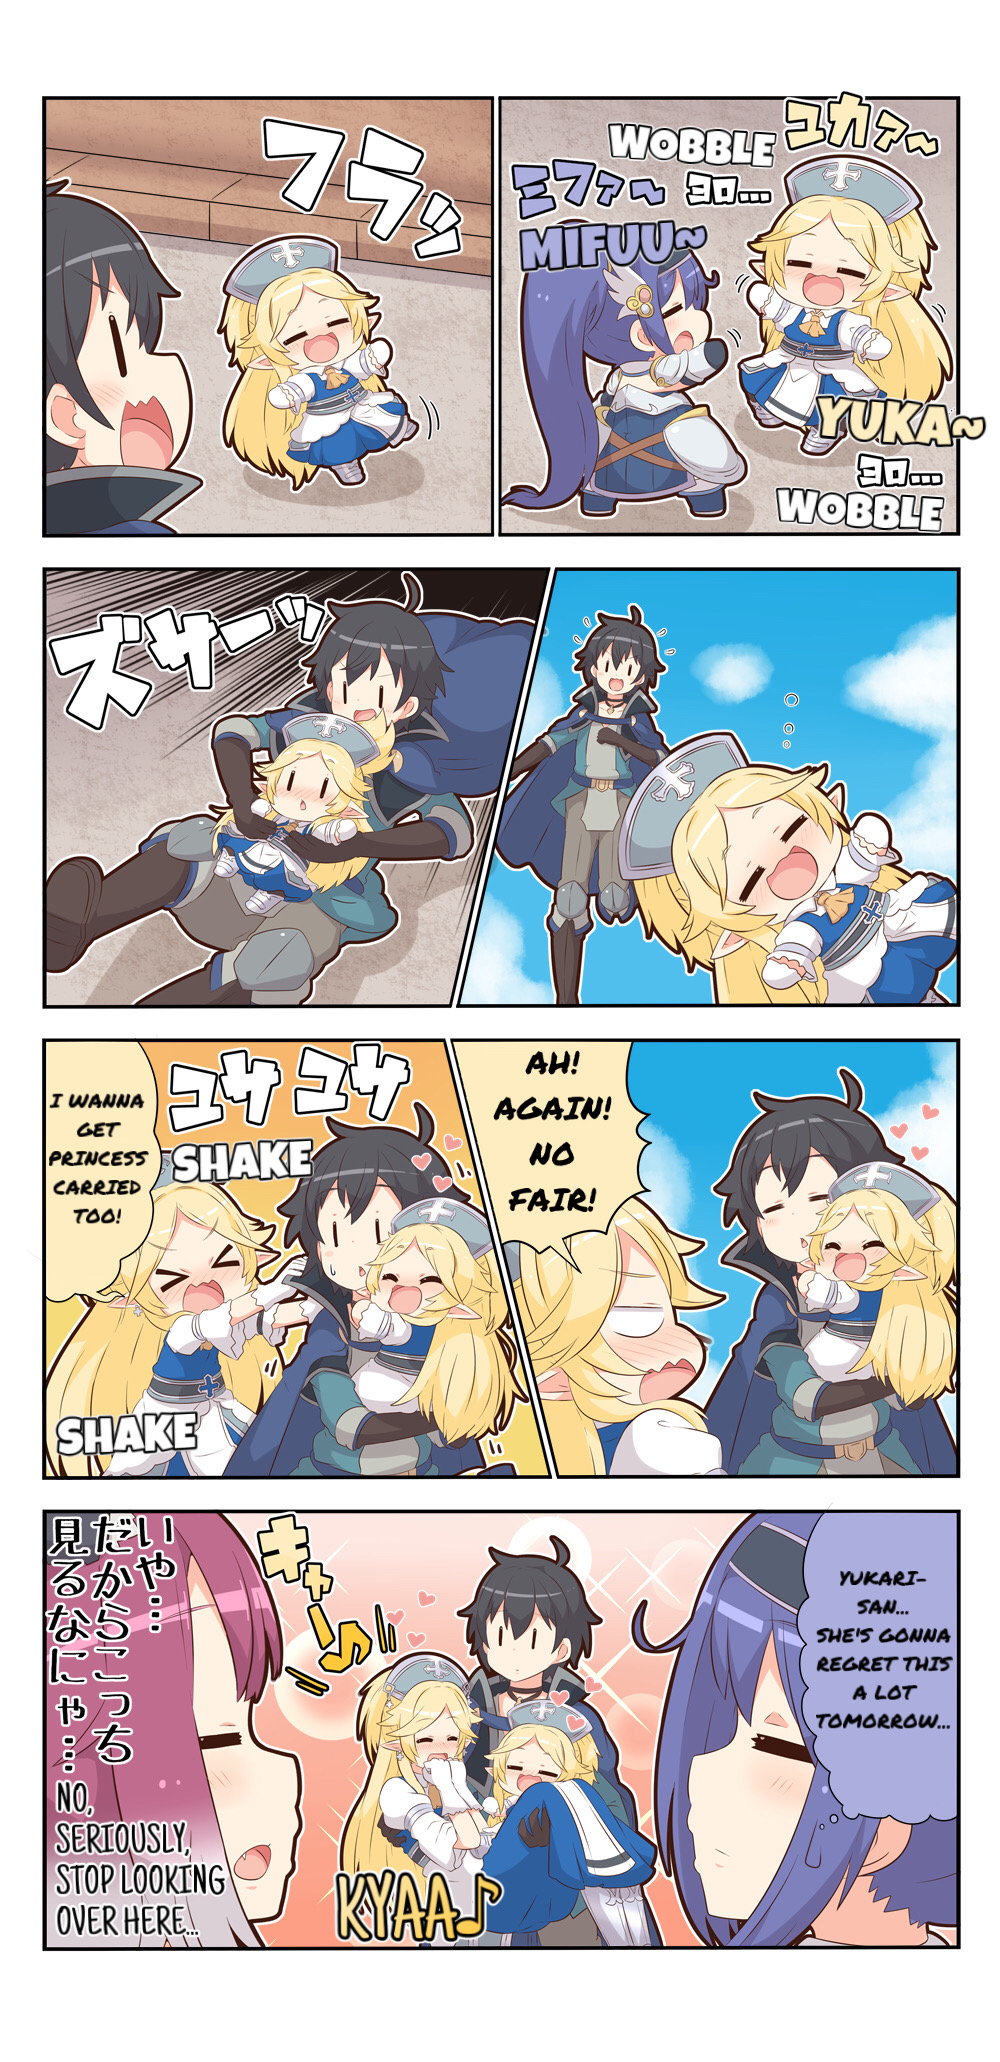 ユカァ~
WOBBLE
ヨロ...
ミファ~
MIFUU~
YUKA~
ヨロ...
WOBBLE
フラッ
ズサーッ
AH!
AGAIN!
NO
FAIR!
I WANNA
GET
PRINCESS
CARRIED
TOO!
ユサユサ
SHAKE
SHAKE
YUKARI-
SAN...
SHE'S GONNA
REGRET THIS
A LOT
TOMORROW...
キャー♪
KYAA♪
いや…
だからこっち
見るなにゃ…
NO,
SERIOUSLY,
STOP LOOKING
OVER HERE...